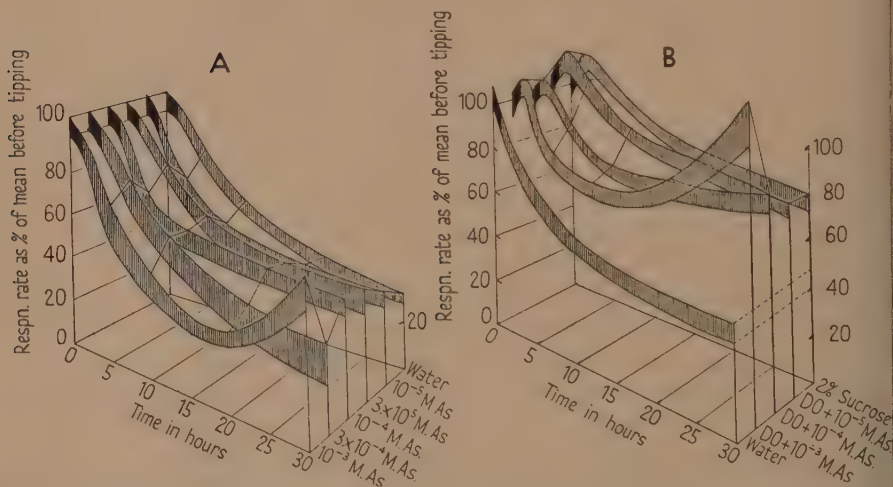 A
Respn. rate as % of mean before tipping
100
80
60
40
20
0
0
5
10
15
20
25
30
Time in hours
20
Water
10⁻⁵ M As
3×10⁻⁵ M As.
10⁻⁴ M As.
3×10⁻⁴ M. As.
10⁻³ M. As.
B
Respn. rate as % of mean before tipping
100
80
60
40
20
0
0
5
10
15
20
25
30
Time in hours
100
80
60
40
20
2% Sucrose
DO+10⁻⁵ M. As.
DO+10⁻⁴ M. As.
DO+10⁻³ M. As
Water